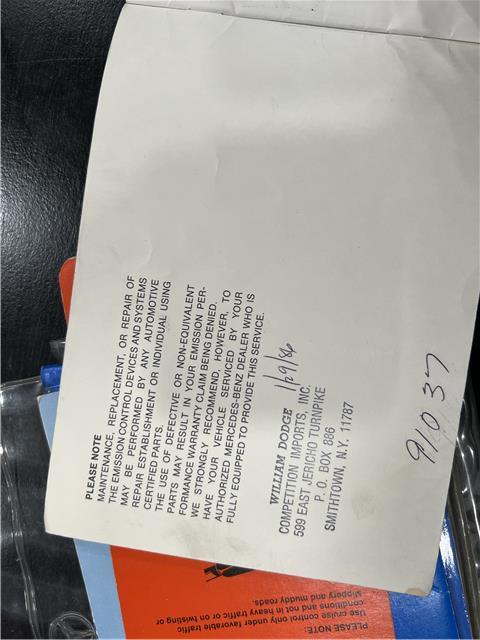 PLEASE NOTE
MAINTENANCE, REPLACEMENT, OR REPAIR OF
THE EMISSION CONTROL DEVICES AND SYSTEMS
MAY BE PERFORMED BY ANY AUTOMOTIVE
REPAIR ESTABLISHMENT OR INDIVIDUAL USING
CERTIFIED PARTS.
THE USE OF DEFECTIVE OR NON-EQUIVALENT
PARTS MAY RESULT IN YOUR EMISSION PER-
FORMANCE WARRANTY CLAIM BEING DENIED.
WE STRONGLY RECOMMEND, HOWEVER, TO
HAVE YOUR VEHICLE SERVICED BY YOUR
AUTHORIZED MERCEDES-BENZ DEALER WHO IS
FULLY EQUIPPED TO PROVIDE THIS SERVICE.
WILLIAM DODGE 1/29/86
COMPETITION IMPORTS, INC.
599 EAST JERICHO TURNPIKE
P. O. BOX 886
SMITHTOWN, N.Y. 11787
91037
PLEASE NOTE:
Use cruise control only under favorable traffic
conditions and not in heavy traffic or on twisting or
slippery and muddy roads.